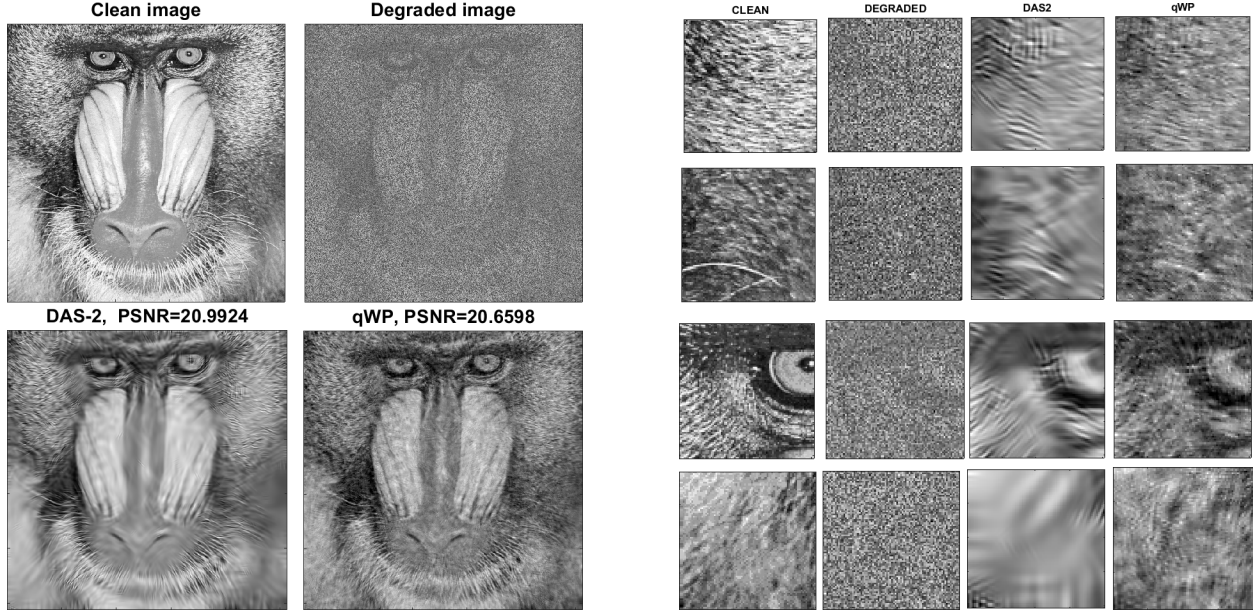 Clean image
Degraded image
DAS-2,  PSNR=20.9924
qWP, PSNR=20.6598
CLEAN
DEGRADED
DAS2
qWP